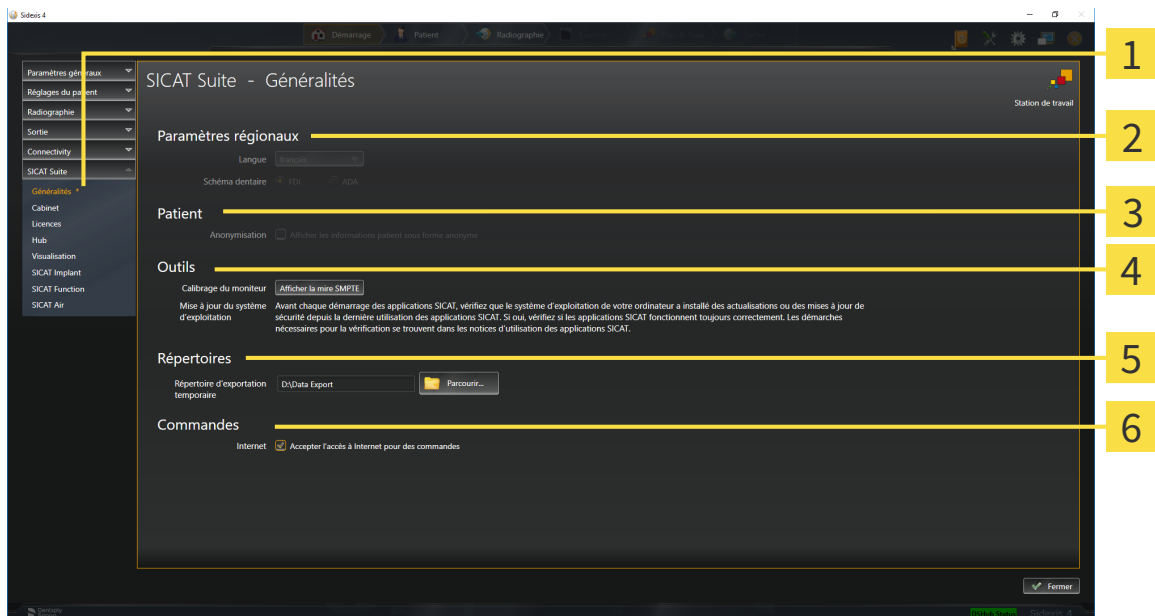 Sidexis 4
Démarrage
Patient
Radiographie
1
Paramètres généraux
Réglages du patient
Radiographie
Sortie
Connectivity
SICAT Suite
Généralités *
Cabinet
Licences
Hub
Visualisation
SICAT Implant
SICAT Function
SICAT Air
SICAT Suite - Généralités
Station de travail
Paramètres régionaux
2
Langue
français
Schéma dentaire
FDI
ADA
Patient
3
Anonymisation
Afficher les informations patient sous forme anonyme
Outils
4
Calibrage du moniteur
Afficher la mire SMPTE
Mise à jour du système d'exploitation
Avant chaque démarrage des applications SICAT, vérifiez que le système d'exploitation de votre ordinateur a installé des actualisations ou des mises à jour de
sécurité depuis la dernière utilisation des applications SICAT. Si oui, vérifiez si les applications SICAT fonctionnent toujours correctement. Les démarches
nécessaires pour la vérification se trouvent dans les notices d'utilisation des applications SICAT.
Répertoires
5
Répertoire d'exportation temporaire
D:\Data Export
Parcourir...
Commandes
6
Internet
Accepter l'accès à Internet pour des commandes
Fermer
Dentsply
Sirona
DSHub Status
Sidexis 4